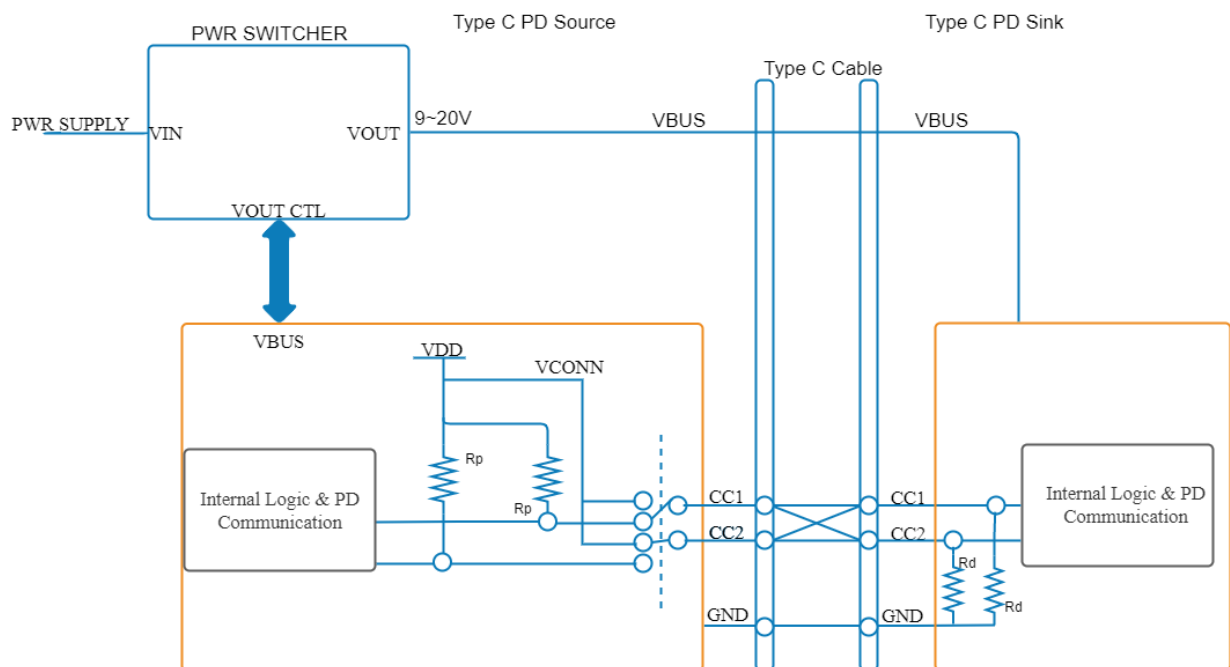 Type C PD Source
Type C PD Sink
PWR SWITCHER
Type C Cable
PWR SUPPLY
VIN
VOUT
9~20V
VBUS
VBUS
VOUT CTL
VBUS
VDD
VCONN
Rp
Rp
Internal Logic & PD
Communication
CC1
CC2
GND
CC1
CC2
GND
Rd
Rd
Internal Logic & PD
Communication